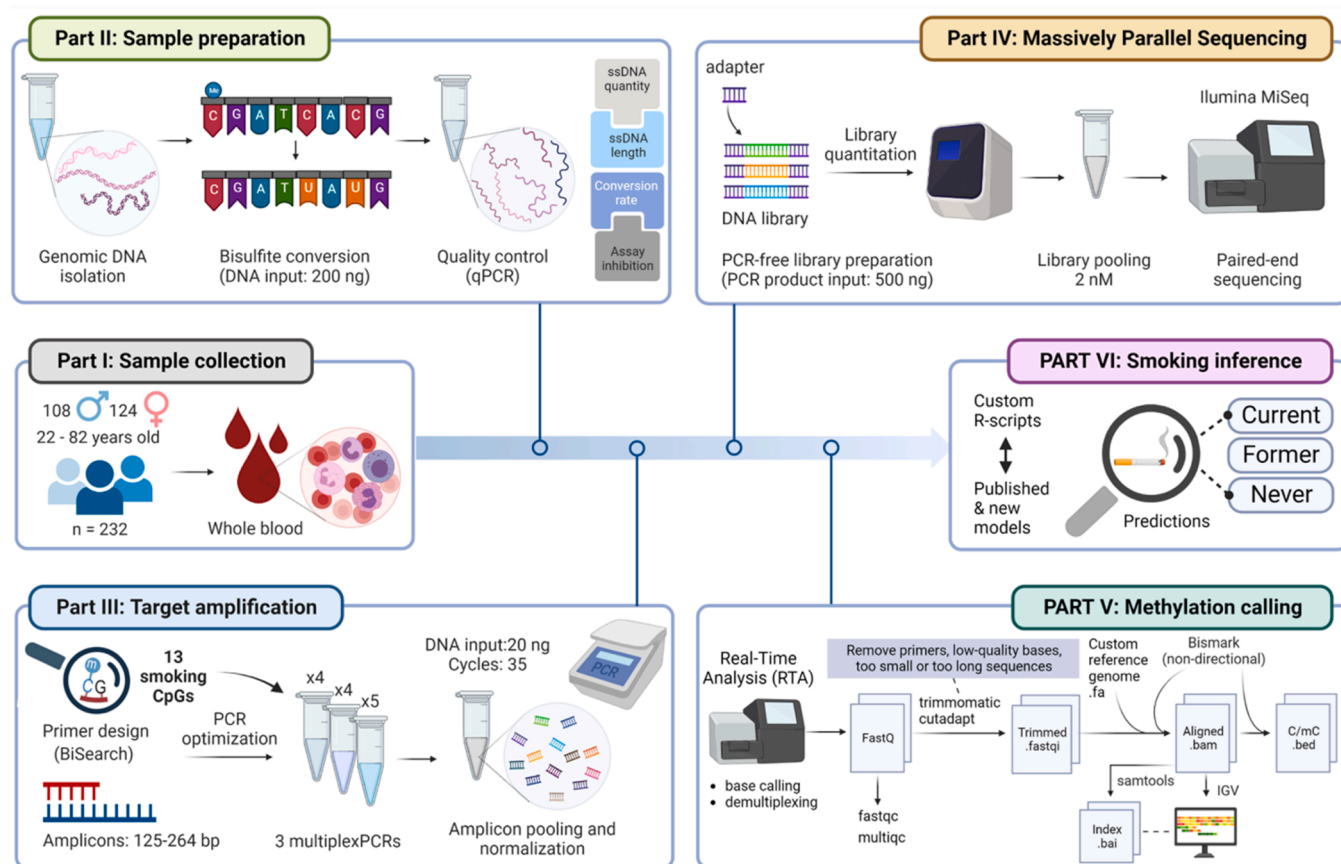 Part II: Sample preparation
Me
C G A T C A C G
C G A T U A U G
Genomic DNA
isolation
Bisulfite conversion
(DNA input: 200 ng)
Quality control
(qPCR)
ssDNA
quantity
ssDNA
length
Conversion
rate
Assay
inhibition
Part IV: Massively Parallel Sequencing
adapter
DNA library
Library
quantitation
Ilumina MiSeq
PCR-free library preparation
(PCR product input: 500 ng)
Library pooling
2 nM
Paired-end
sequencing
Part I: Sample collection
108 124
22 - 82 years old
n = 232
Whole blood
PART VI: Smoking inference
Custom
R-scripts
Published
& new
models
Predictions
Current
Former
Never
Part III: Target amplification
m
C G
13
smoking
CpGs
Primer design
(BiSearch)
PCR
optimization
Amplicons: 125-264 bp
x4
x4
x5
3 multiplexPCRs
DNA input:20 ng
Cycles: 35
PCR
Amplicon pooling and
normalization
PART V: Methylation calling
Real-Time
Analysis (RTA)
• base calling
• demultiplexing
Remove primers, low-quality bases,
too small or too long sequences
FastQ
fastqc
multiqc
trimmomatic
cutadapt
Trimmed
.fastqi
Custom
reference
genome
.fa
Bismark
(non-directional)
Aligned
.bam
C/mC
.bed
samtools
IGV
Index
.bai